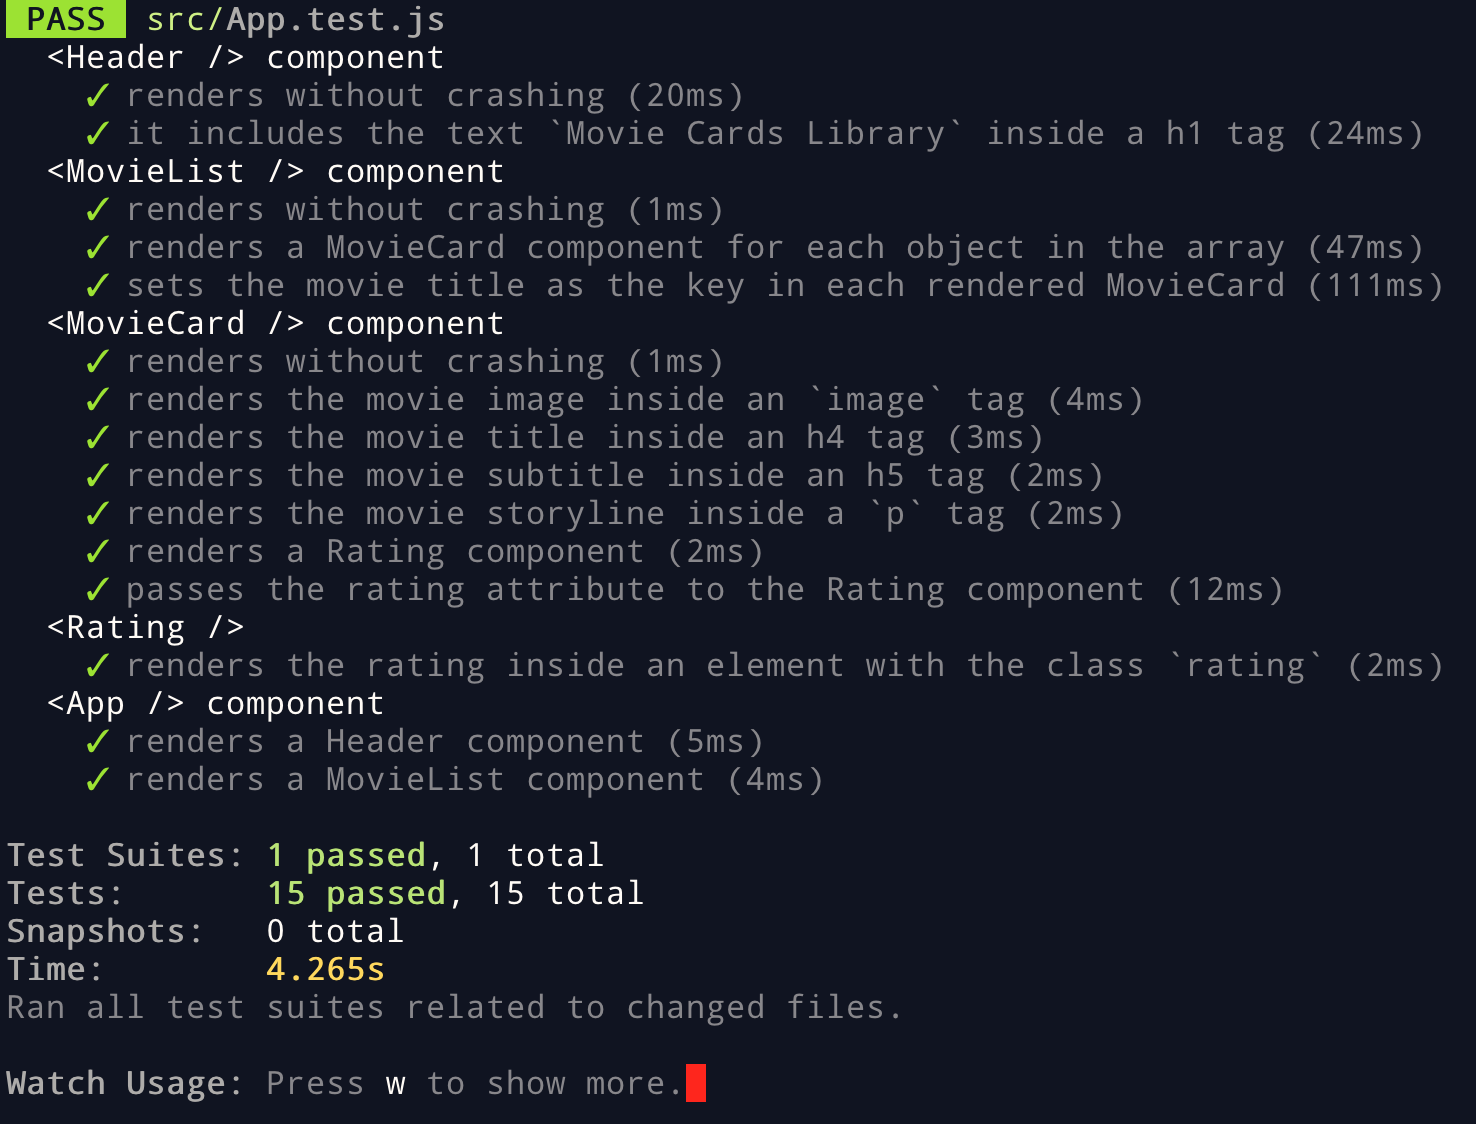 PASS src/App.test.js
<Header /> component
✓ renders without crashing (20ms)
✓ it includes the text `Movie Cards Library` inside a h1 tag (24ms)
<MovieList /> component
✓ renders without crashing (1ms)
✓ renders a MovieCard component for each object in the array (47ms)
✓ sets the movie title as the key in each rendered MovieCard (111ms)
<MovieCard /> component
✓ renders without crashing (1ms)
✓ renders the movie image inside an `image` tag (4ms)
✓ renders the movie title inside an h4 tag (3ms)
✓ renders the movie subtitle inside an h5 tag (2ms)
✓ renders the movie storyline inside a `p` tag (2ms)
✓ renders a Rating component (2ms)
✓ passes the rating attribute to the Rating component (12ms)
<Rating />
✓ renders the rating inside an element with the class `rating` (2ms)
<App /> component
✓ renders a Header component (5ms)
✓ renders a MovieList component (4ms)
Test Suites: 1 passed, 1 total
Tests: 15 passed, 15 total
Snapshots: 0 total
Time: 4.265s
Ran all test suites related to changed files.
Watch Usage: Press w to show more.